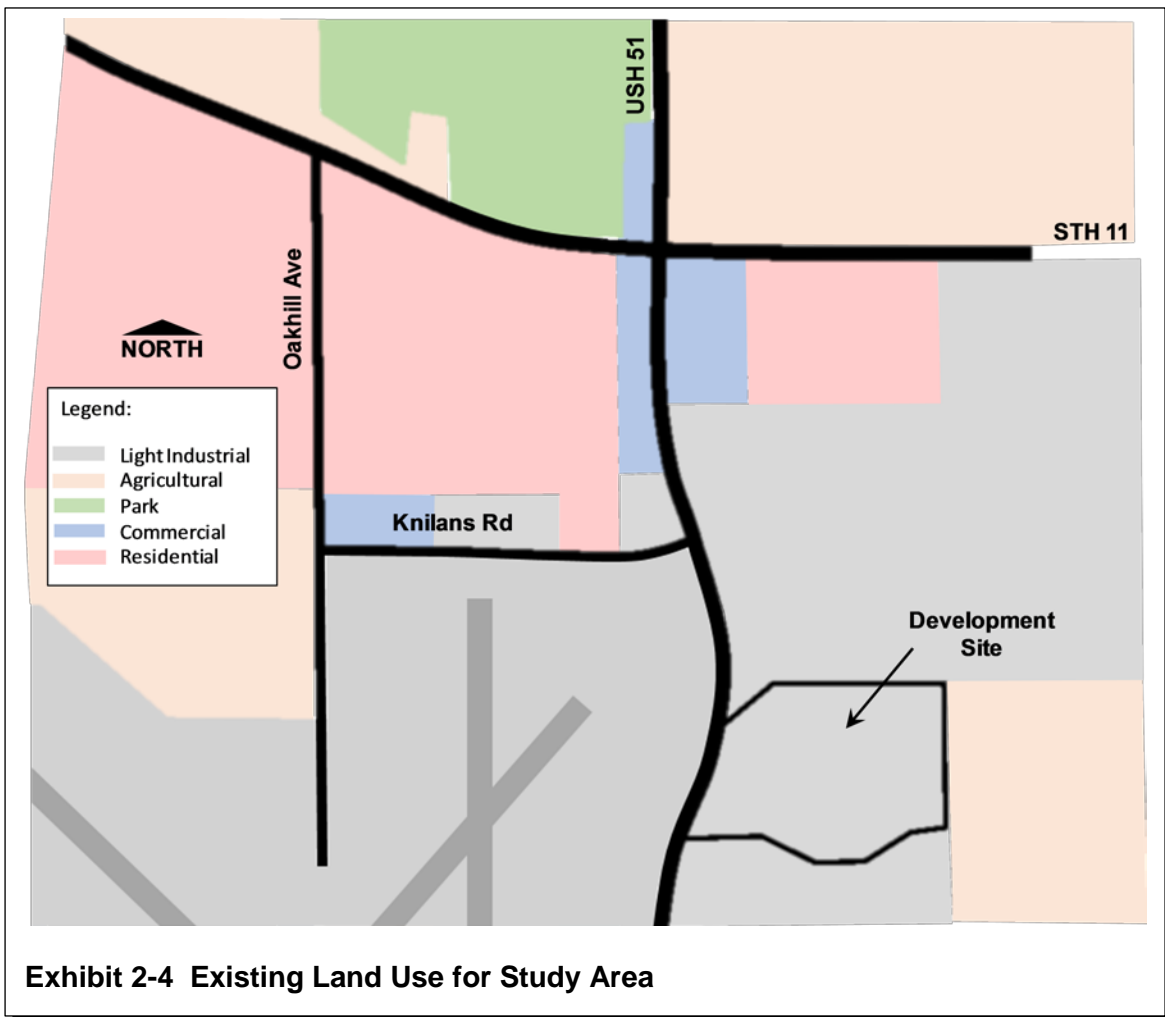 USH 51
STH 11
Oakhill Ave
NORTH
Legend:
Light Industrial
Agricultural
Park
Commercial
Residential
Knilans Rd
Development
Site
Exhibit 2-4 Existing Land Use for Study Area